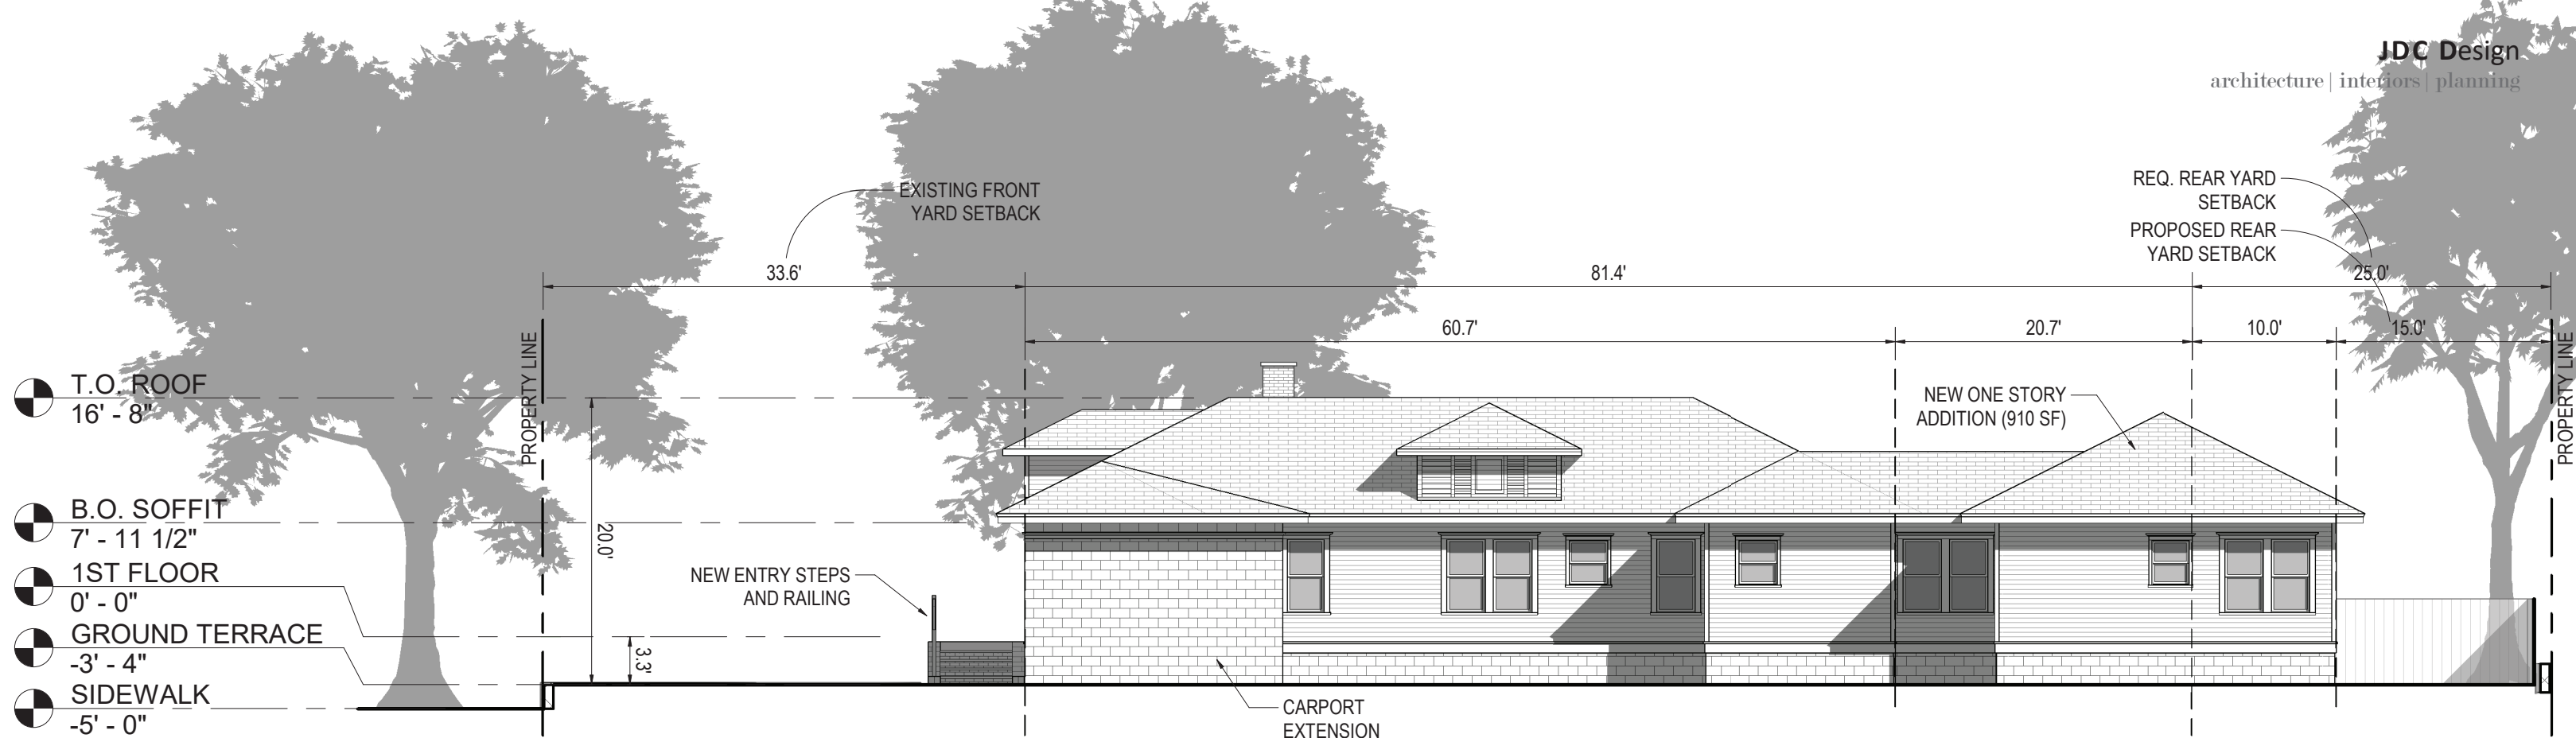 JDC Design
architecture | interiors | planning
EXISTING FRONT
YARD SETBACK
REQ. REAR YARD
SETBACK
PROPOSED REAR
YARD SETBACK
33.6'
81.4'
25.0'
60.7'
20.7'
10.0'
15.0'
PROPERTY LINE
PROPERTY LINE
T.O. ROOF
16' - 8"
NEW ONE STORY
ADDITION (910 SF)
B.O. SOFFIT
7' - 11 1/2"
20.0'
1ST FLOOR
0' - 0"
NEW ENTRY STEPS
AND RAILING
GROUND TERRACE
-3' - 4"
3.3'
SIDEWALK
-5' - 0"
CARPORT
EXTENSION